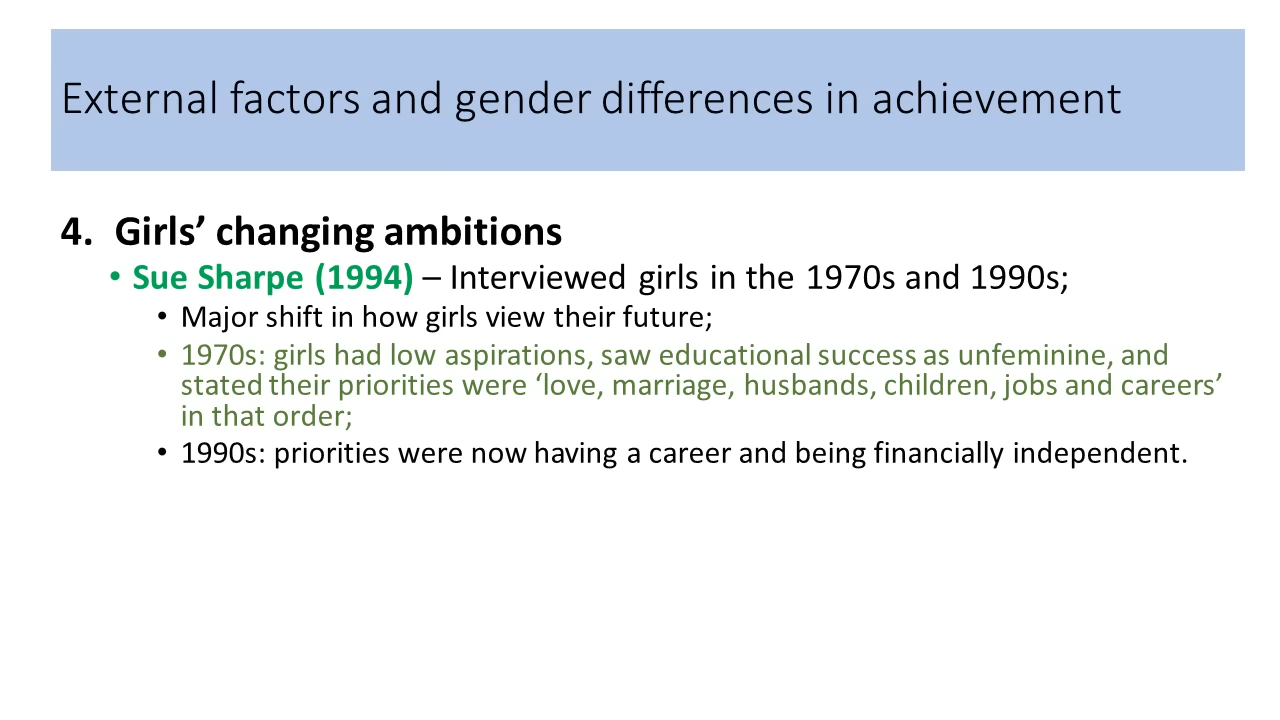 External factors and gender differences in achievement
4. Girls’ changing ambitions
• Sue Sharpe (1994) – Interviewed girls in the 1970s and 1990s;
• Major shift in how girls view their future;
• 1970s: girls had low aspirations, saw educational success as unfeminine, and
stated their priorities were ‘love, marriage, husbands, children, jobs and careers’
in that order;
• 1990s: priorities were now having a career and being financially independent.